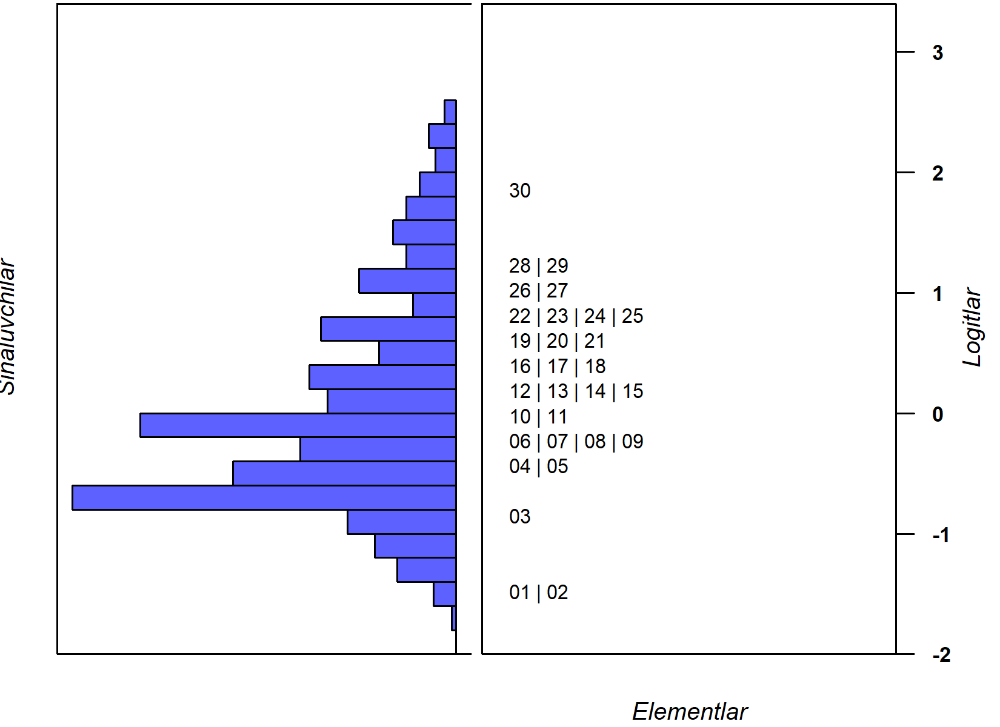 Sinaluvchilar
30
28 | 29
26 | 27
22 | 23 | 24 | 25
19 | 20 | 21
16 | 17 | 18
12 | 13 | 14 | 15
10 | 11
06 | 07 | 08 | 09
04 | 05
03
01 | 02
3
2
1
0
-1
-2
Logitlar
Elementlar